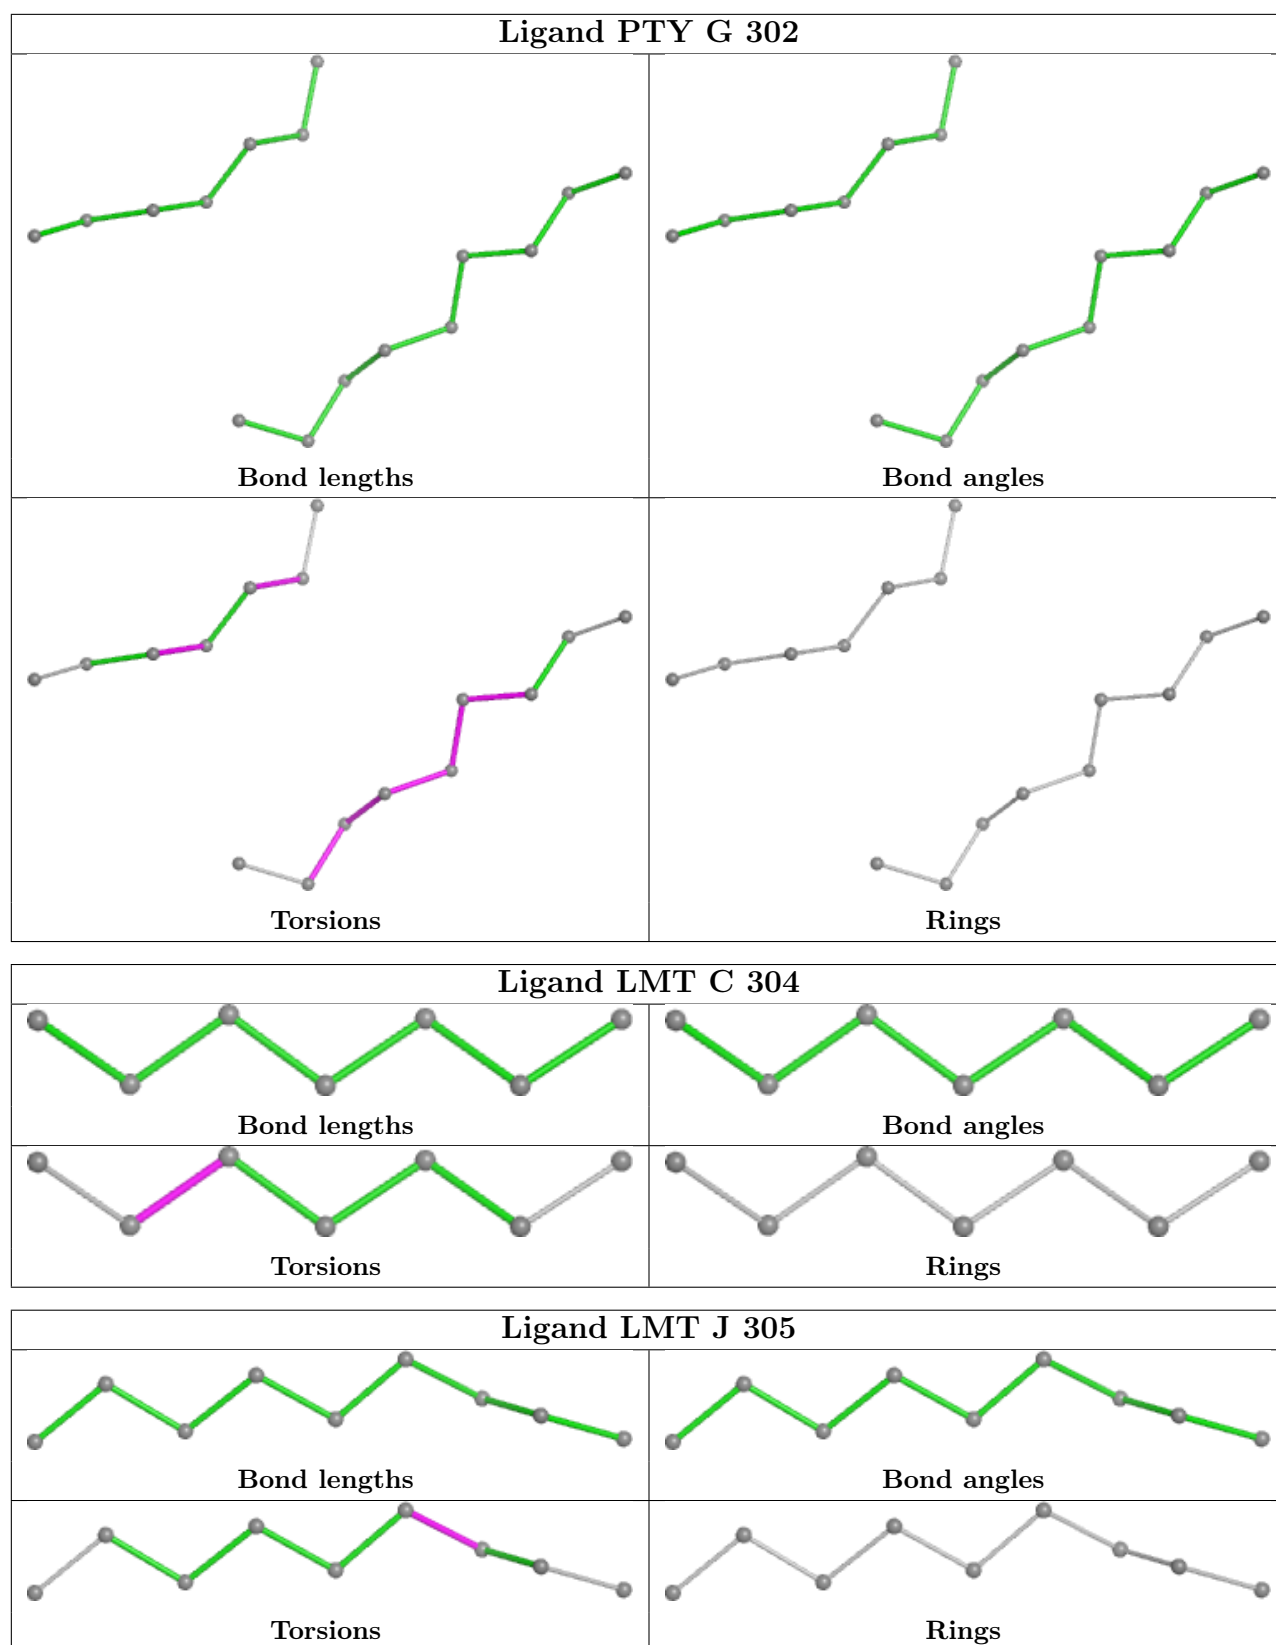 Ligand PTY G 302
Bond lengths
Bond angles
Torsions
Rings
Ligand LMT C 304
Bond lengths
Bond angles
Torsions
Rings
Ligand LMT J 305
Bond lengths
Bond angles
Torsions
Rings